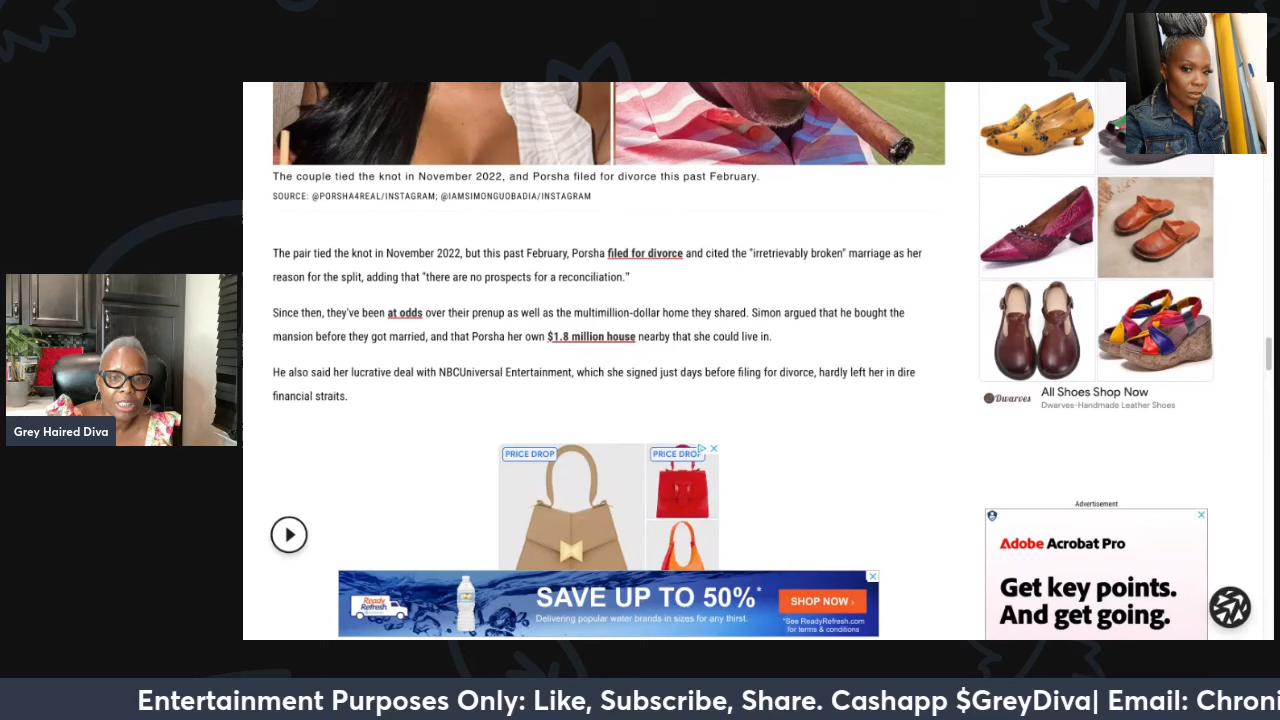 The couple tied the knot in November 2022, and Porsha filed for divorce this past February.
SOURCE: @PORSHA4REAL/INSTAGRAM; @IAMSIMONGUOBADIA/INSTAGRAM
The pair tied the knot in November 2022, but this past February, Porsha filed for divorce and cited the "irretrievably broken" marriage as her
reason for the split, adding that "there are no prospects for a reconciliation."
Since then, they've been at odds over their prenup as well as the multimillion-dollar home they shared. Simon argued that he bought the
mansion before they got married, and that Porsha her own $1.8 million house nearby that she could live in.
He also said her lucrative deal with NBCUniversal Entertainment, which she signed just days before filing for divorce, hardly left her in dire
financial straits.
Grey Haired Diva
PRICE DROP
PRICE DROP
Ready
Refresh
SAVE UP TO 50%*
Delivering popular water brands in sizes for any thirst.
SHOP NOW ›
*See ReadyRefresh.com
for terms & conditions
Dwarves
All Shoes Shop Now
Dwarves-Handmade Leather Shoes
Advertisement
Adobe Acrobat Pro
Get key points.
And get going.
Entertainment Purposes Only: Like, Subscribe, Share. Cashapp $GreyDiva| Email: Chroni